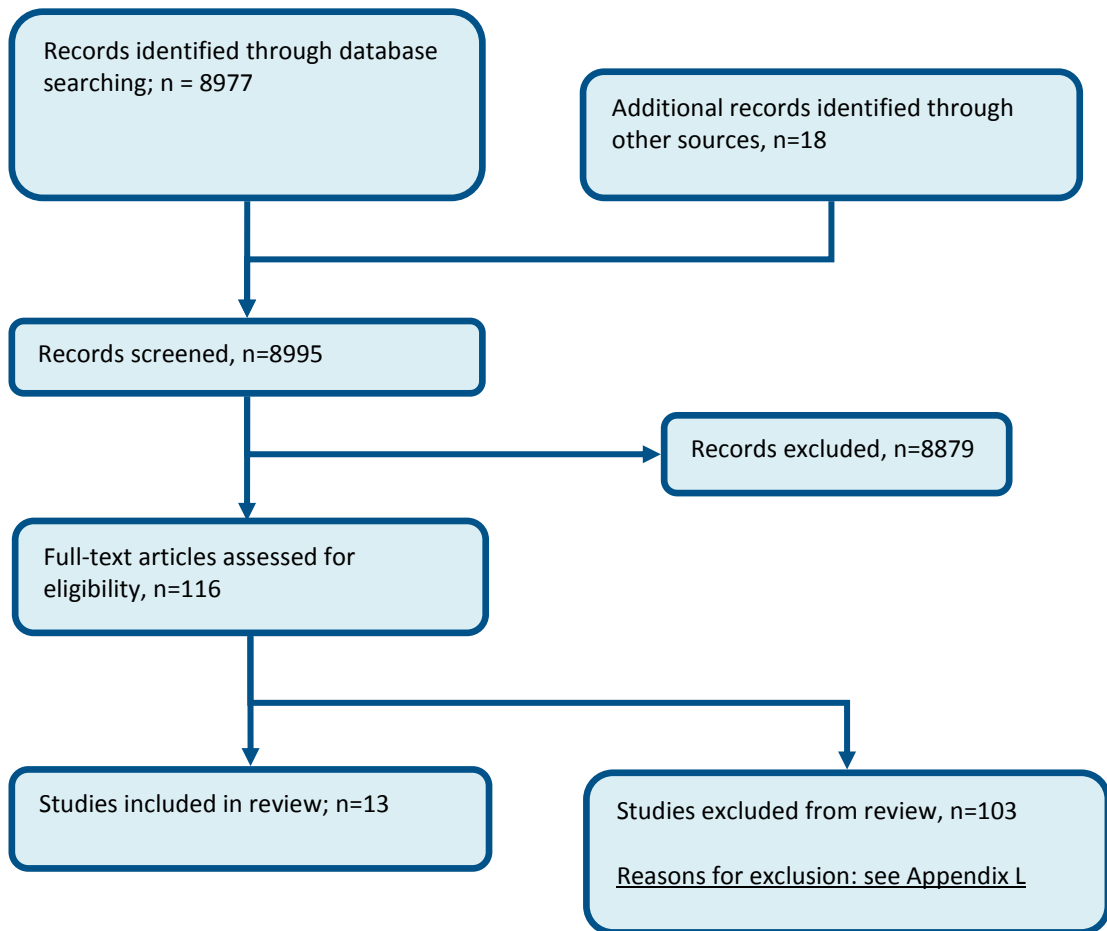 Records identified through database
searching; n = 8977
Additional records identified through
other sources, n=18
Records screened, n=8995
Records excluded, n=8879
Full-text articles assessed for
eligibility, n=116
Studies included in review; n=13
Studies excluded from review, n=103
Reasons for exclusion: see Appendix L